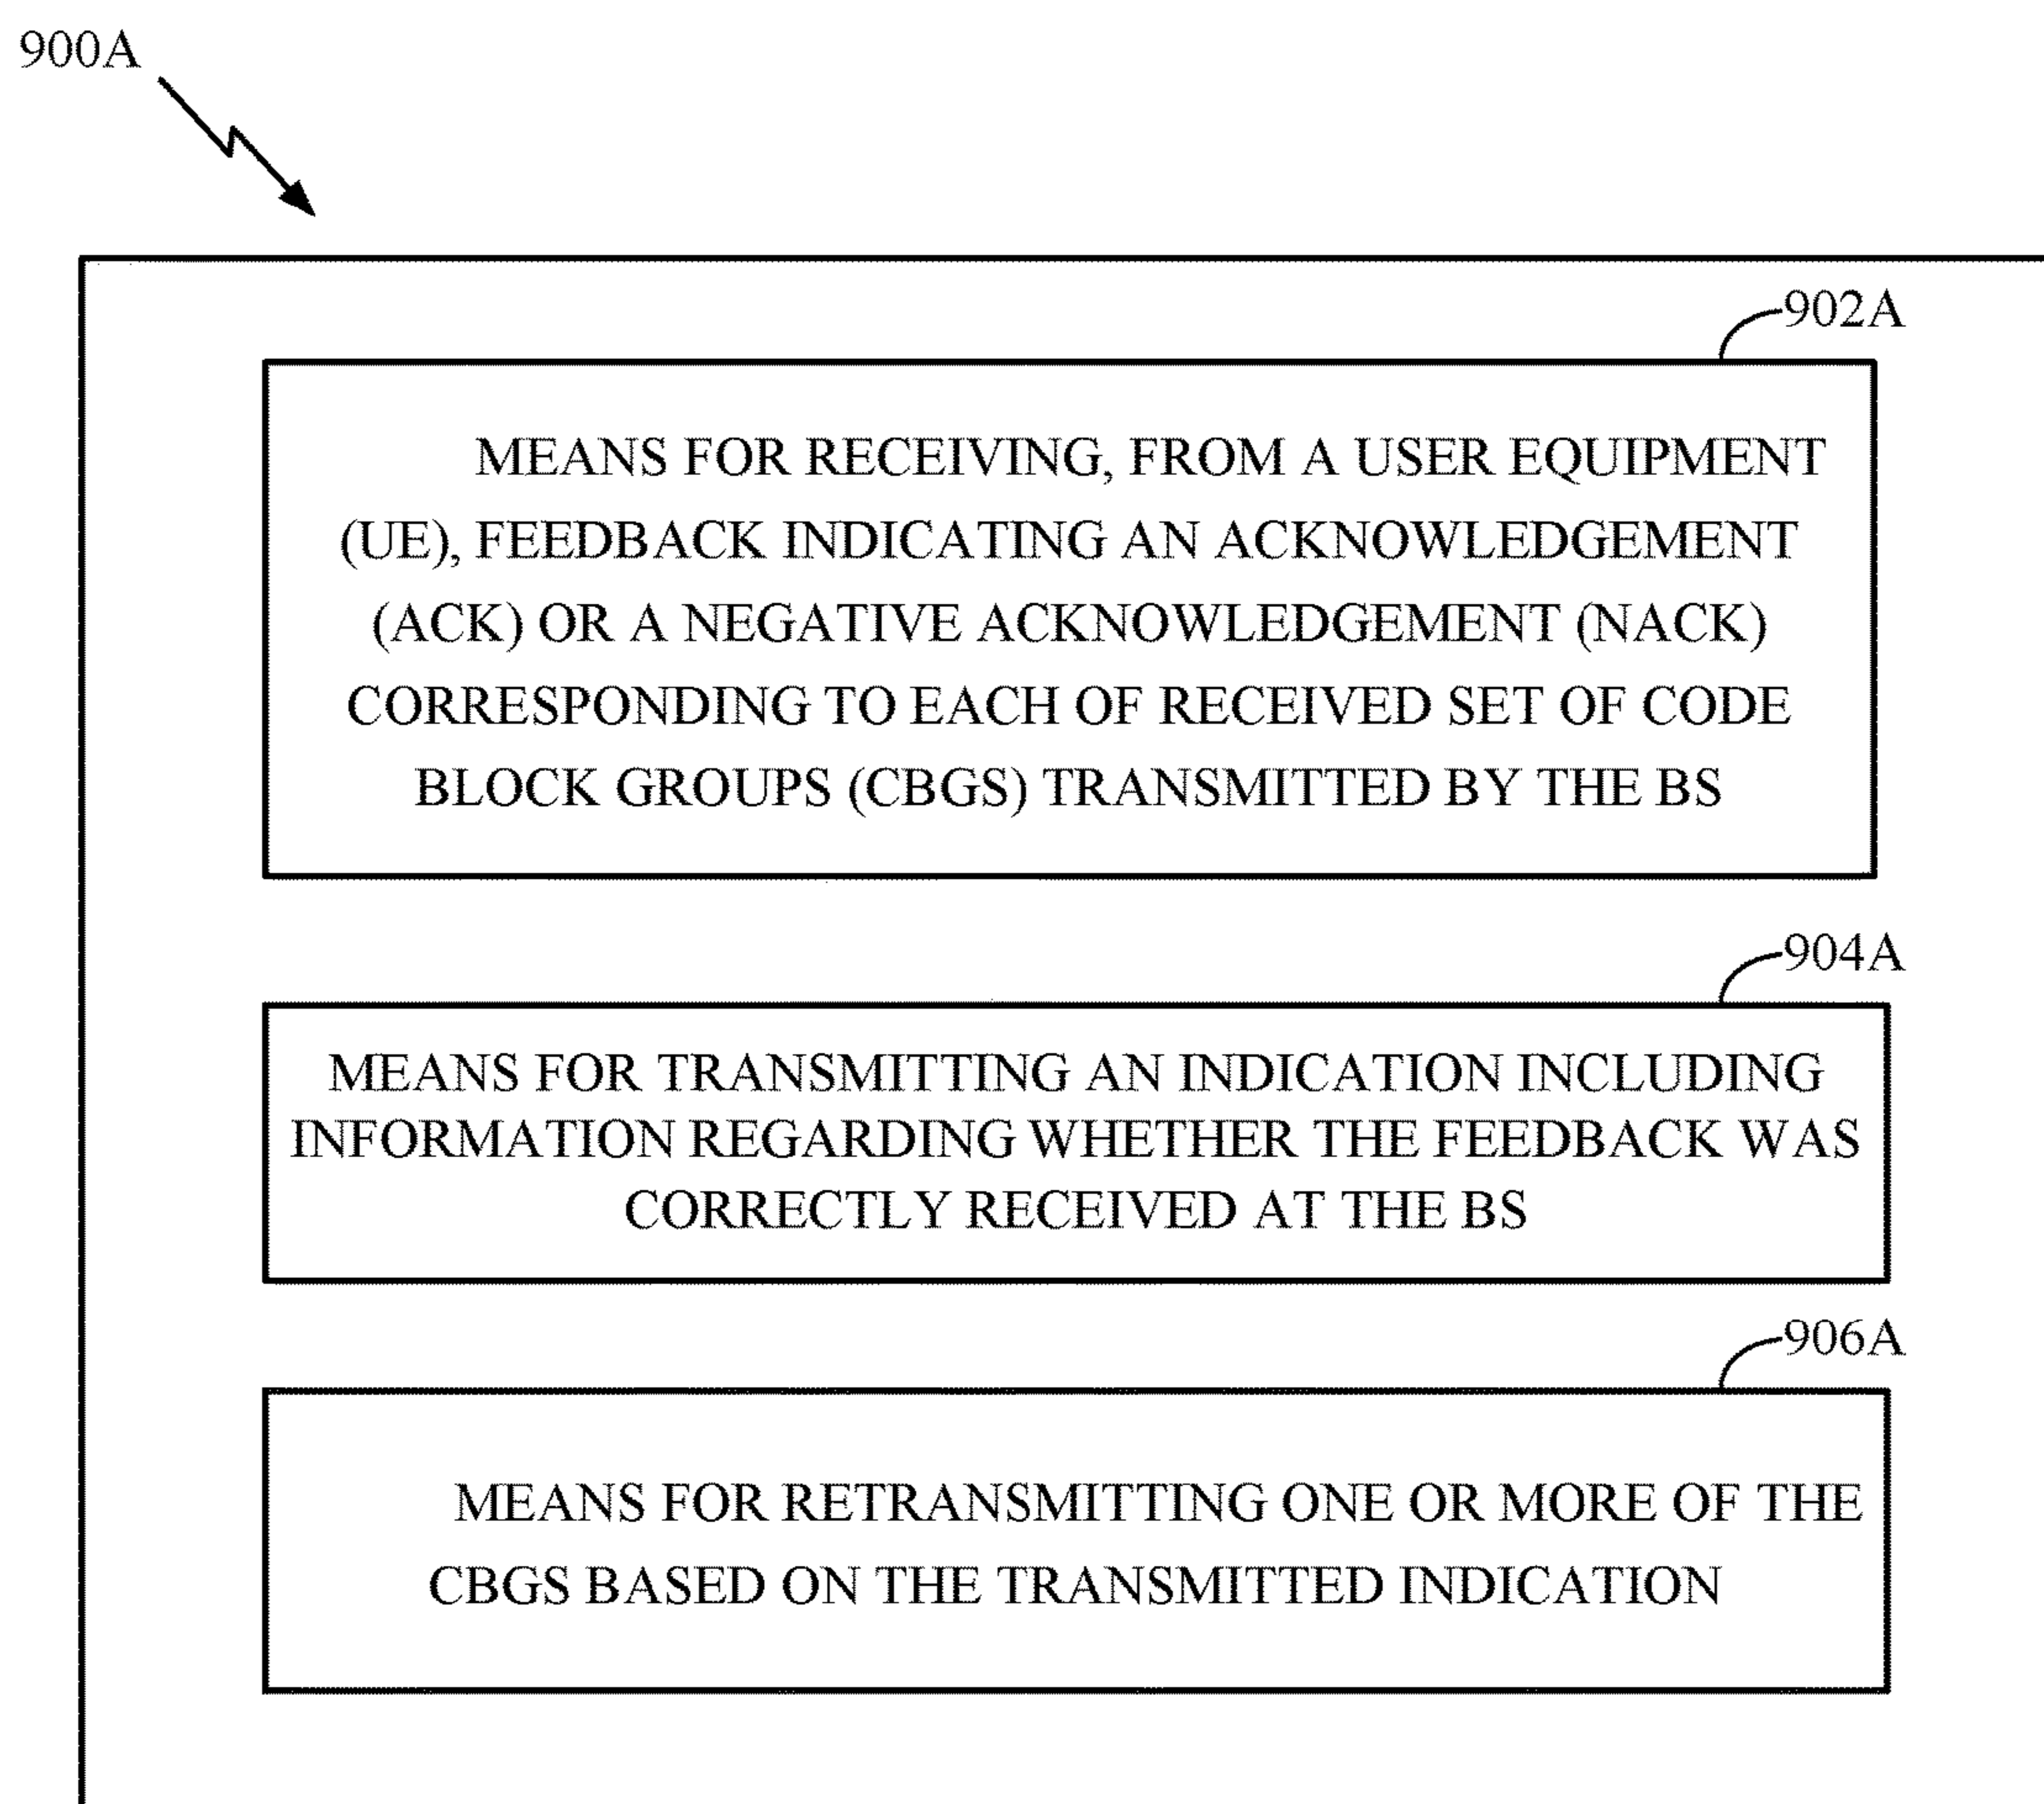 900A
902A
MEANS FOR RECEIVING, FROM A USER EQUIPMENT
(UE), FEEDBACK INDICATING AN ACKNOWLEDGEMENT
(ACK) OR A NEGATIVE ACKNOWLEDGEMENT (NACK)
CORRESPONDING TO EACH OF RECEIVED SET OF CODE
BLOCK GROUPS (CBGS) TRANSMITTED BY THE BS
904A
MEANS FOR TRANSMITTING AN INDICATION INCLUDING
INFORMATION REGARDING WHETHER THE FEEDBACK WAS
CORRECTLY RECEIVED AT THE BS
906A
MEANS FOR RETRANSMITTING ONE OR MORE OF THE
CBGS BASED ON THE TRANSMITTED INDICATION